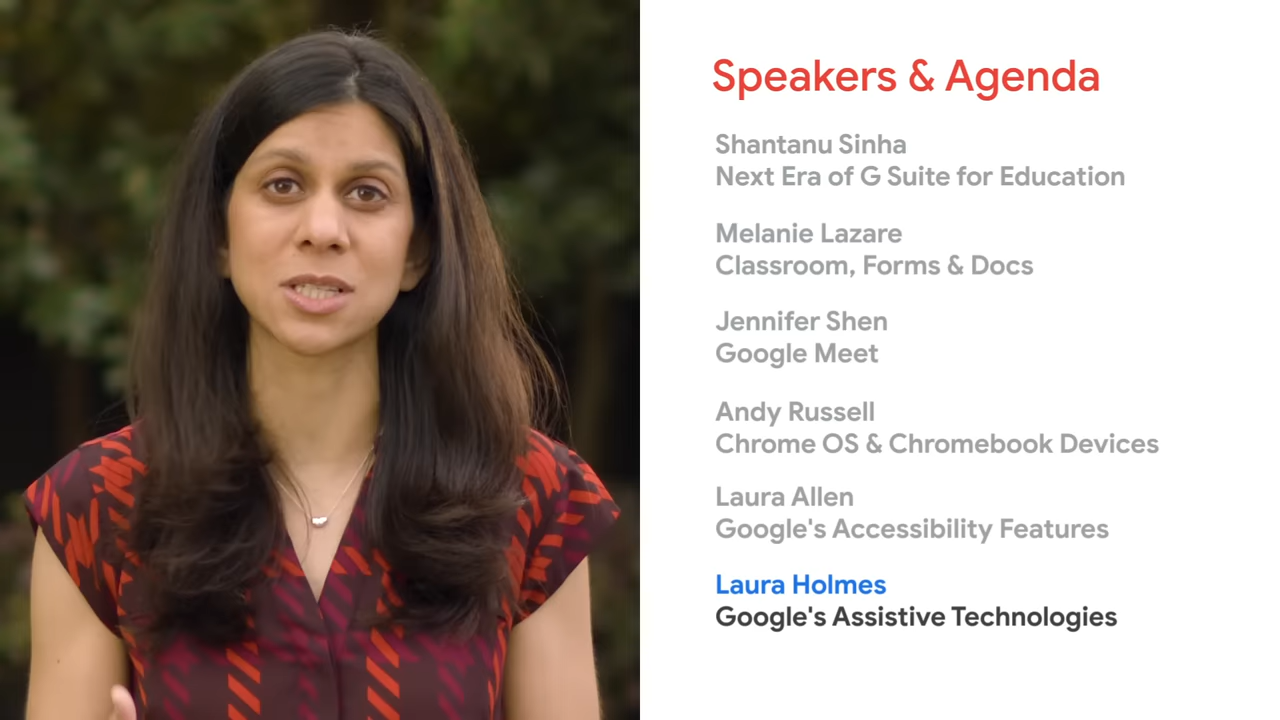 Speakers & Agenda
Shantanu Sinha
Next Era of G Suite for Education
Melanie Lazare
Classroom, Forms & Docs
Jennifer Shen
Google Meet
Andy Russell
Chrome OS & Chromebook Devices
Laura Allen
Google's Accessibility Features
Laura Holmes
Google's Assistive Technologies